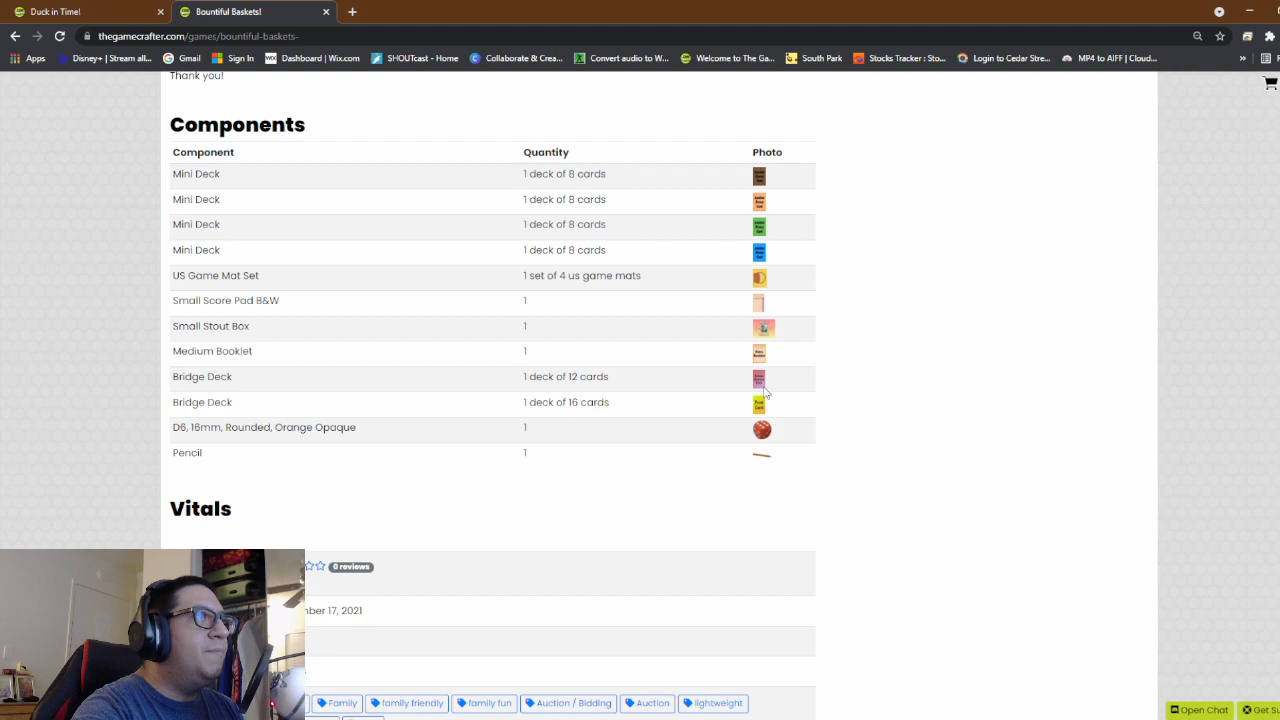 Duck in Time!
Bountiful Baskets!
thegamecrafter.com/games/bountiful-baskets-
Apps
Disney+ | Stream all...
Gmail
Sign In
Dashboard | Wix.com
SHOUTcast - Home
Collaborate & Crea...
Convert audio to W...
Welcome to The Ga...
South Park
Stocks Tracker : Sto...
Login to Cedar Stre...
MP4 to AIFF | Cloud...
Thank you!
Components
Component Quantity Photo
Mini Deck 1 deck of 8 cards
Mini Deck 1 deck of 8 cards
Mini Deck 1 deck of 8 cards
Mini Deck 1 deck of 8 cards
US Game Mat Set 1 set of 4 us game mats
Small Score Pad B&W 1
Small Stout Box 1
Medium Booklet 1
Bridge Deck 1 deck of 12 cards
Bridge Deck 1 deck of 16 cards
D6, 16mm, Rounded, Orange Opaque 1
Pencil 1
Vitals
0 reviews
ber 17, 2021
Family family friendly family fun Auction / Bidding Auction lightweight
Open Chat
Get Su